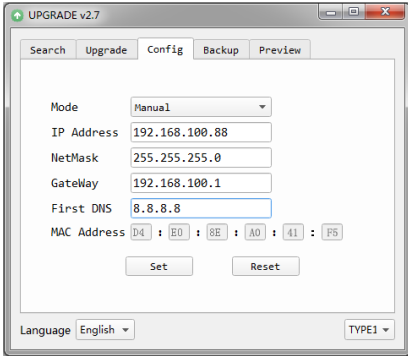 UPGRADE v2.7
Search Upgrade Config Backup Preview
Mode Manual
IP Address 192.168.100.88
NetMask 255.255.255.0
GateWay 192.168.100.1
First DNS 8.8.8.8
MAC Address D4 : E0 : 8E : A0 : 41 : F5
Set Reset
Language English TYPE1